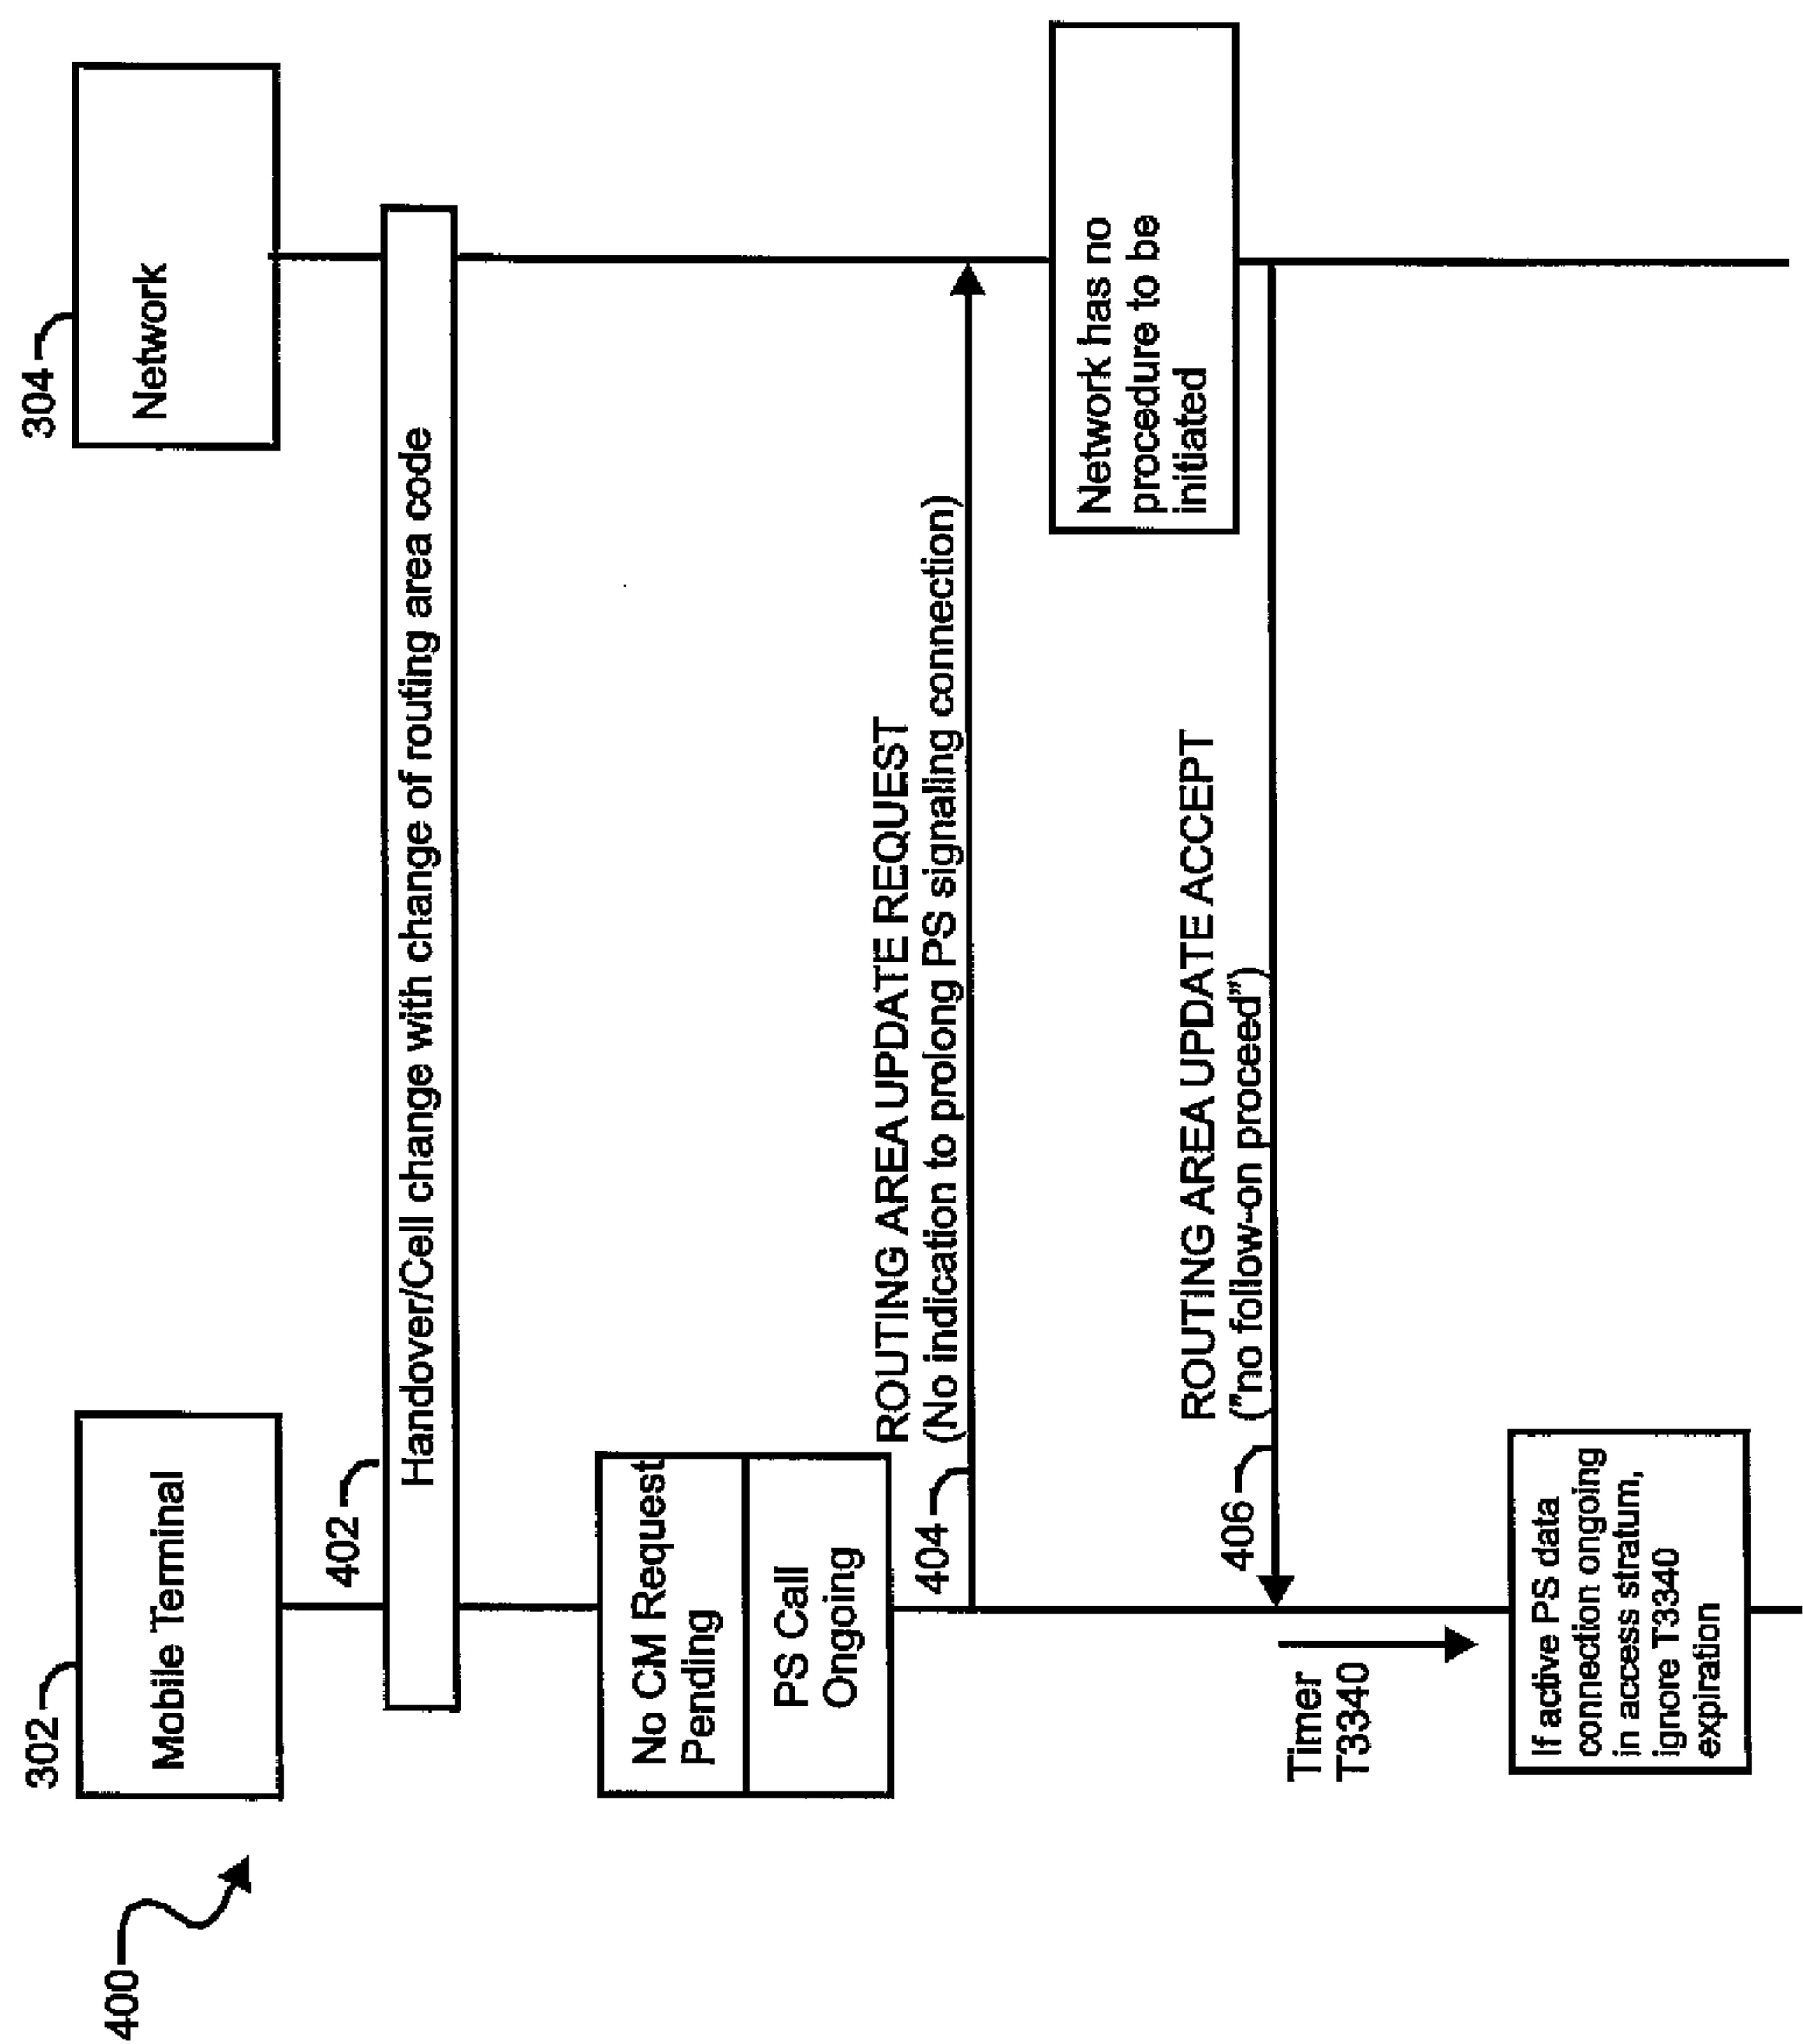 400
302
Mobile Terminal
304
Network
402
Handover/Cell change with change of routing area code
No CM Request
Pending
PS Call
Ongoing
ROUTING AREA UPDATE REQUEST
(No indication to prolong PS signaling connection)
404
Network has no
procedure to be
initiated
ROUTING AREA UPDATE ACCEPT
("no follow-on proceed")
406
Timer
T3340
If active PS data
connection ongoing
in access stratum,
ignore T3340
expiration